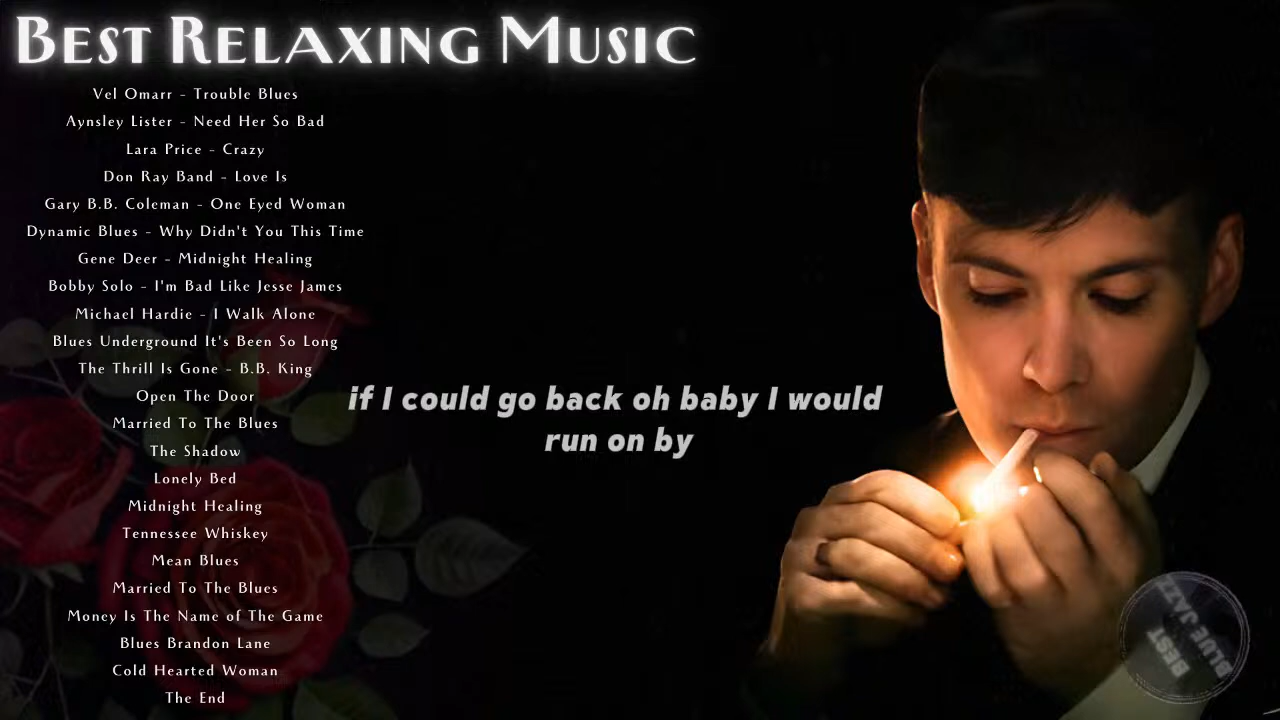 BEST RELAXING MUSIC
Vel Omarr - Trouble Blues
Aynsley Lister - Need Her So Bad
Lara Price - Crazy
Don Ray Band - Love Is
Gary B.B. Coleman - One Eyed Woman
Dynamic Blues - Why Didn't You This Time
Gene Deer - Midnight Healing
Bobby Solo - I'm Bad Like Jesse James
Michael Hardie - I Walk Alone
Blues Underground It's Been So Long
The Thrill Is Gone - B.B. King
Open The Door
Married To The Blues
The Shadow
Lonely Bed
Midnight Healing
Tennessee Whiskey
Mean Blues
Married To The Blues
Money Is The Name of The Game
Blues Brandon Lane
Cold Hearted Woman
The End
if I could go back oh baby I would
run on by
BEST
BLUE JAZZ